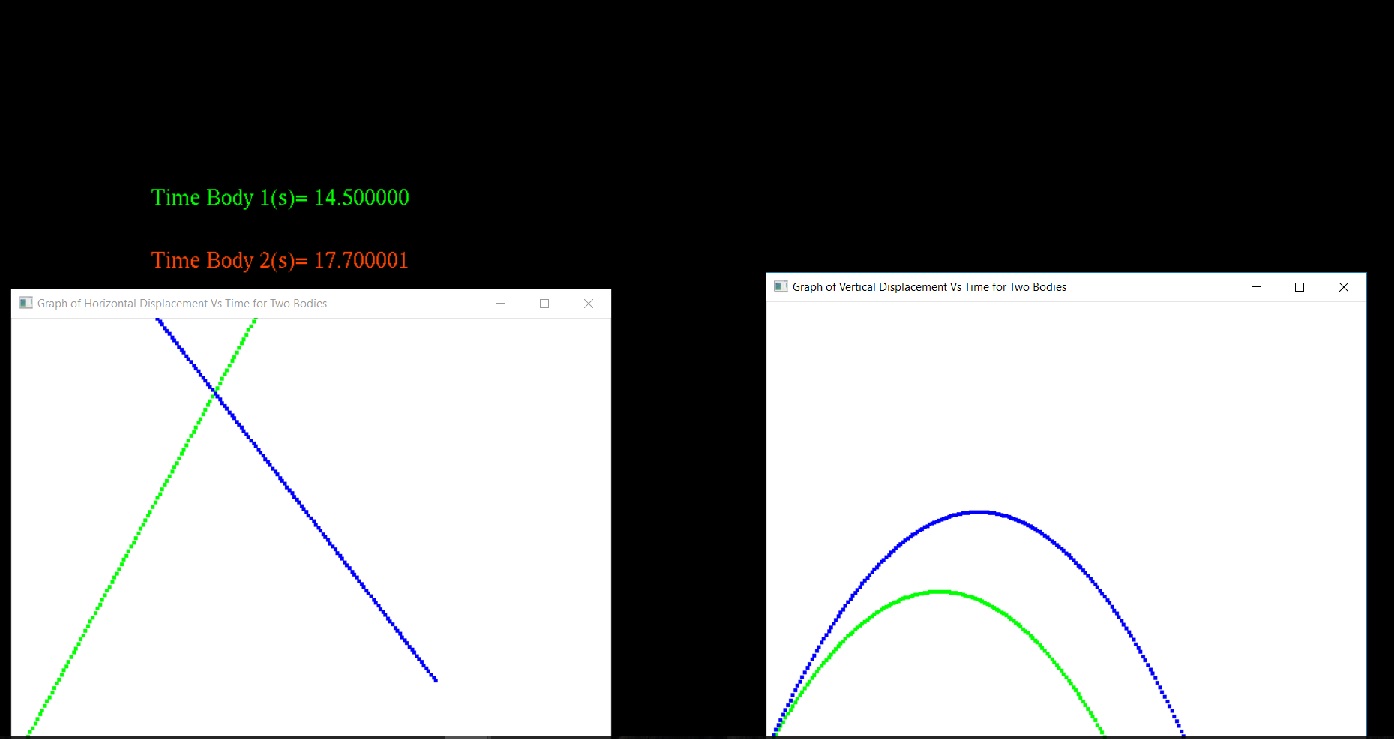 Time Body 1(s)= 14.500000
Time Body 2(s)= 17.700001
Graph of Horizontal Displacement Vs Time for Two Bodies
Graph of Vertical Displacement Vs Time for Two Bodies